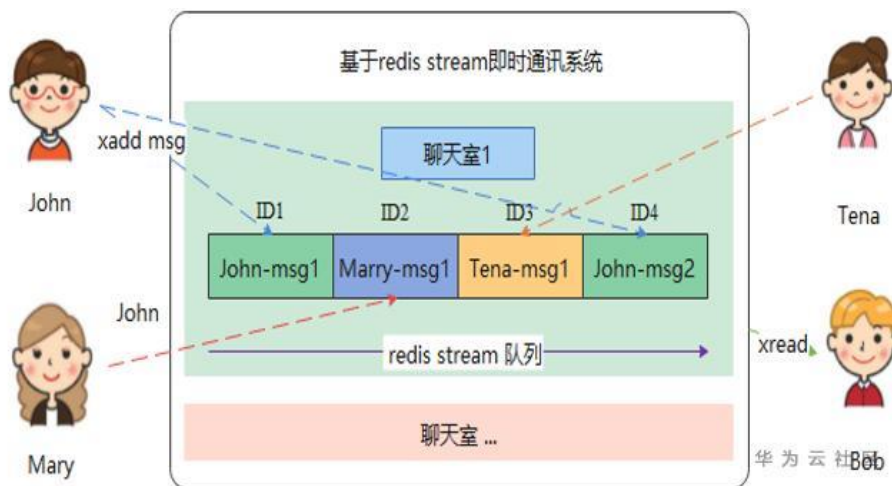 基于redis stream即时通讯系统
xadd msg
聊天室1
John
Tena
ID1
ID2
ID3
ID4
John-msg1
Marry-msg1
Tena-msg1
John-msg2
John
redis stream 队列
xread
聊天室 ...
Mary
Bob
华为云社区